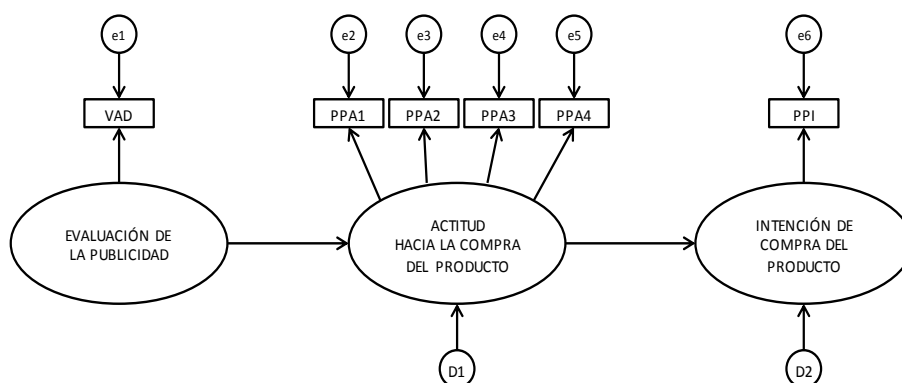 e1
e2
e3
e4
e5
e6
VAD
PPA1
PPA2
PPA3
PPA4
PPI
EVALUACIÓN DE
LA PUBLICIDAD
ACTITUD
HACIA LA COMPRA
DEL PRODUCTO
INTENCIÓN DE
COMPRA DEL
PRODUCTO
D1
D2